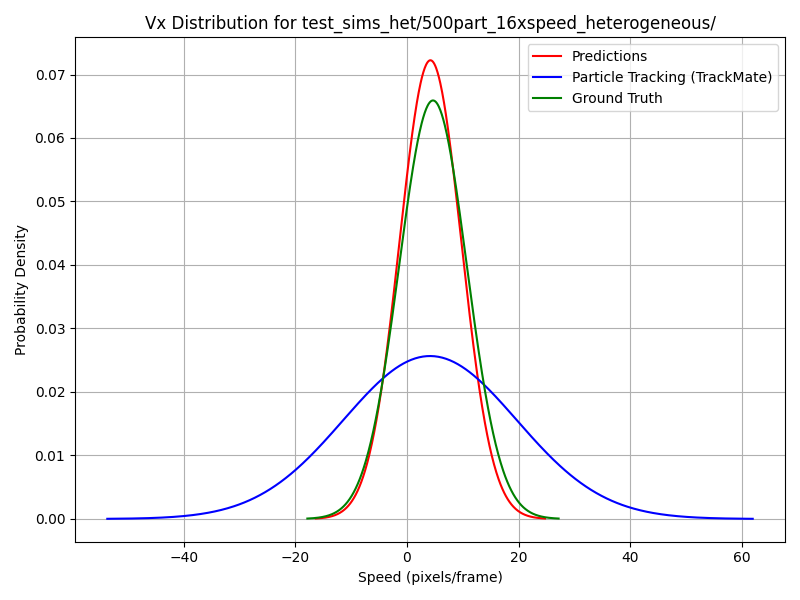 Vx Distribution for test_sims_het/500part_16xspeed_heterogeneous/
Predictions
Particle Tracking (TrackMate)
Ground Truth
Probability Density
0.07
0.06
0.05
0.04
0.03
0.02
0.01
0.00
−40 −20 0 20 40 60
Speed (pixels/frame)